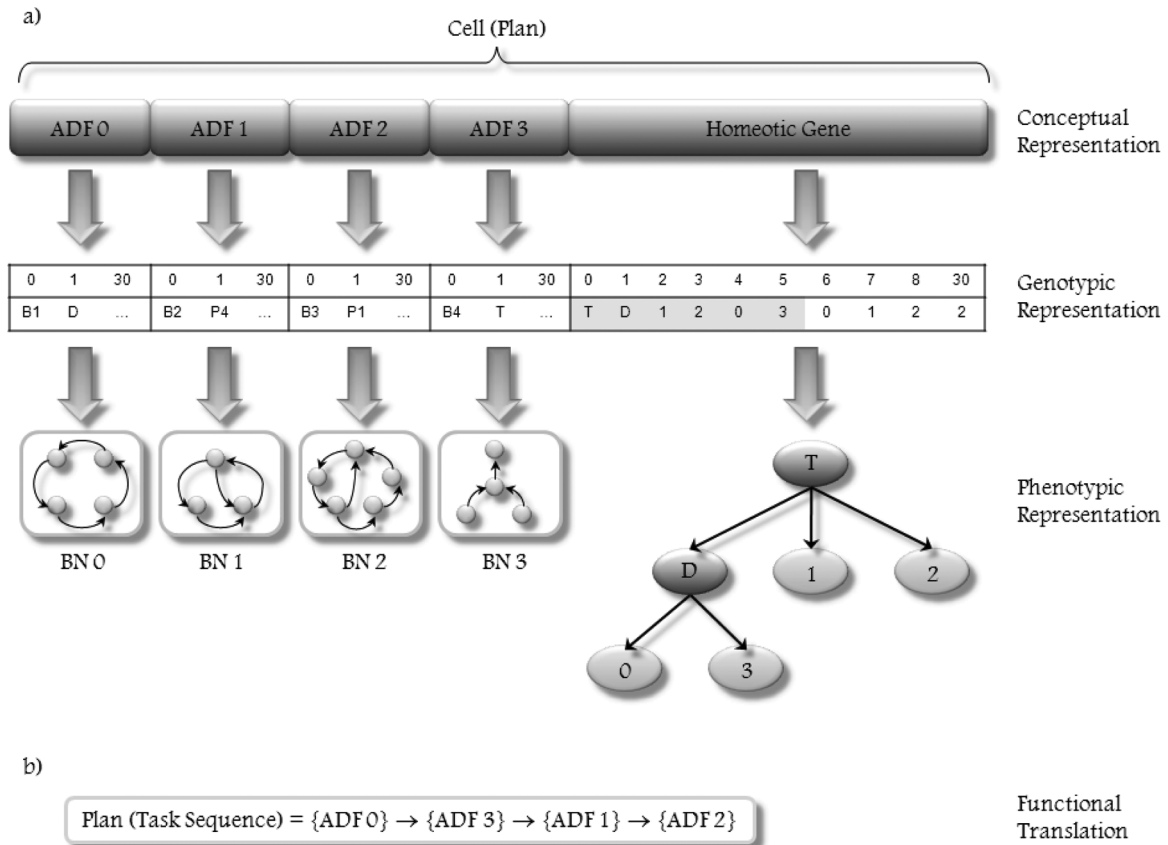 a)
Cell (Plan)
ADF 0 ADF 1 ADF 2 ADF 3 Homeotic Gene
Conceptual
Representation
0 1 30 0 1 30 0 1 30 0 1 30 0 1 2 3 4 5 6 7 8 30
B1 D ... B2 P4 ... B3 P1 ... B4 T ... T D 1 2 0 3 0 1 2 2
Genotypic
Representation
BN 0 BN 1 BN 2 BN 3
T
D 1 2
0 3
Phenotypic
Representation
b)
Plan (Task Sequence) = {ADF 0} → {ADF 3} → {ADF 1} → {ADF 2}
Functional
Translation